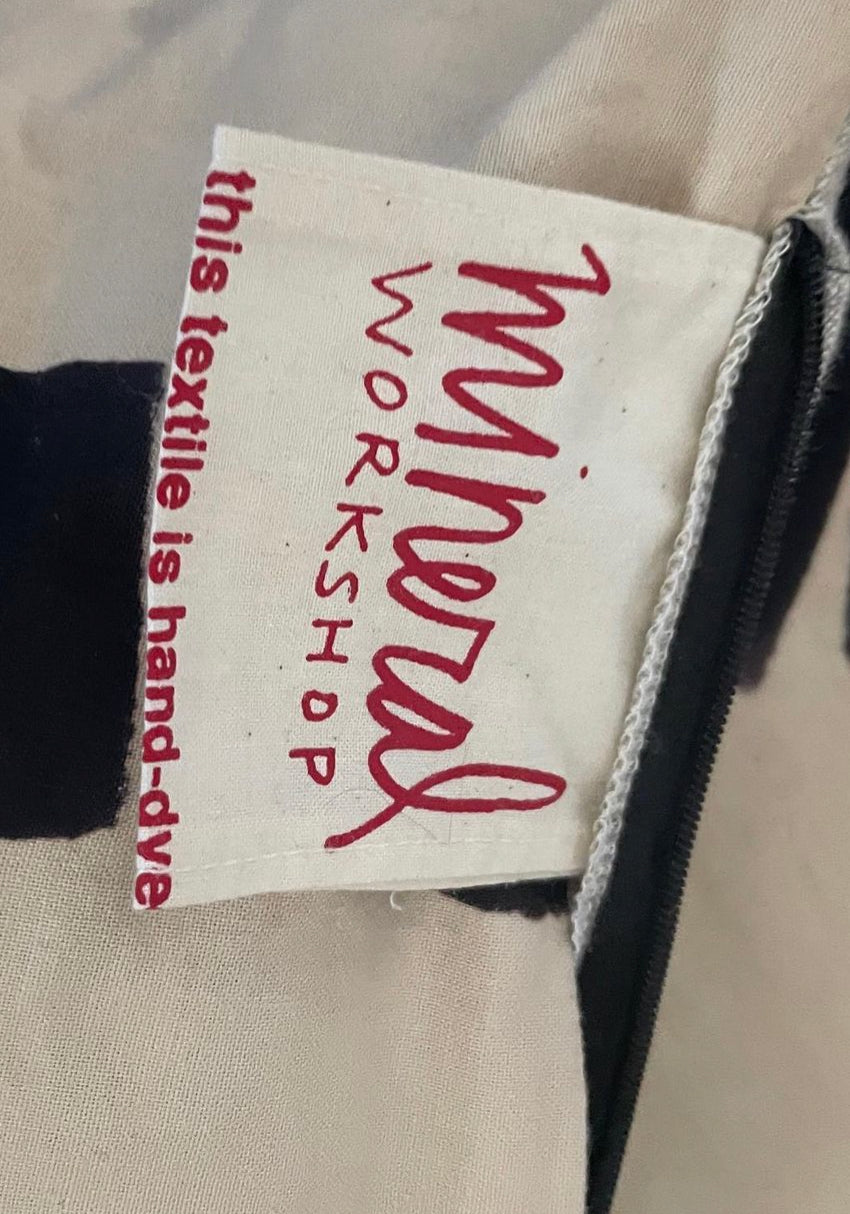 mineral
WORKSHOP
this textile is hand-dye